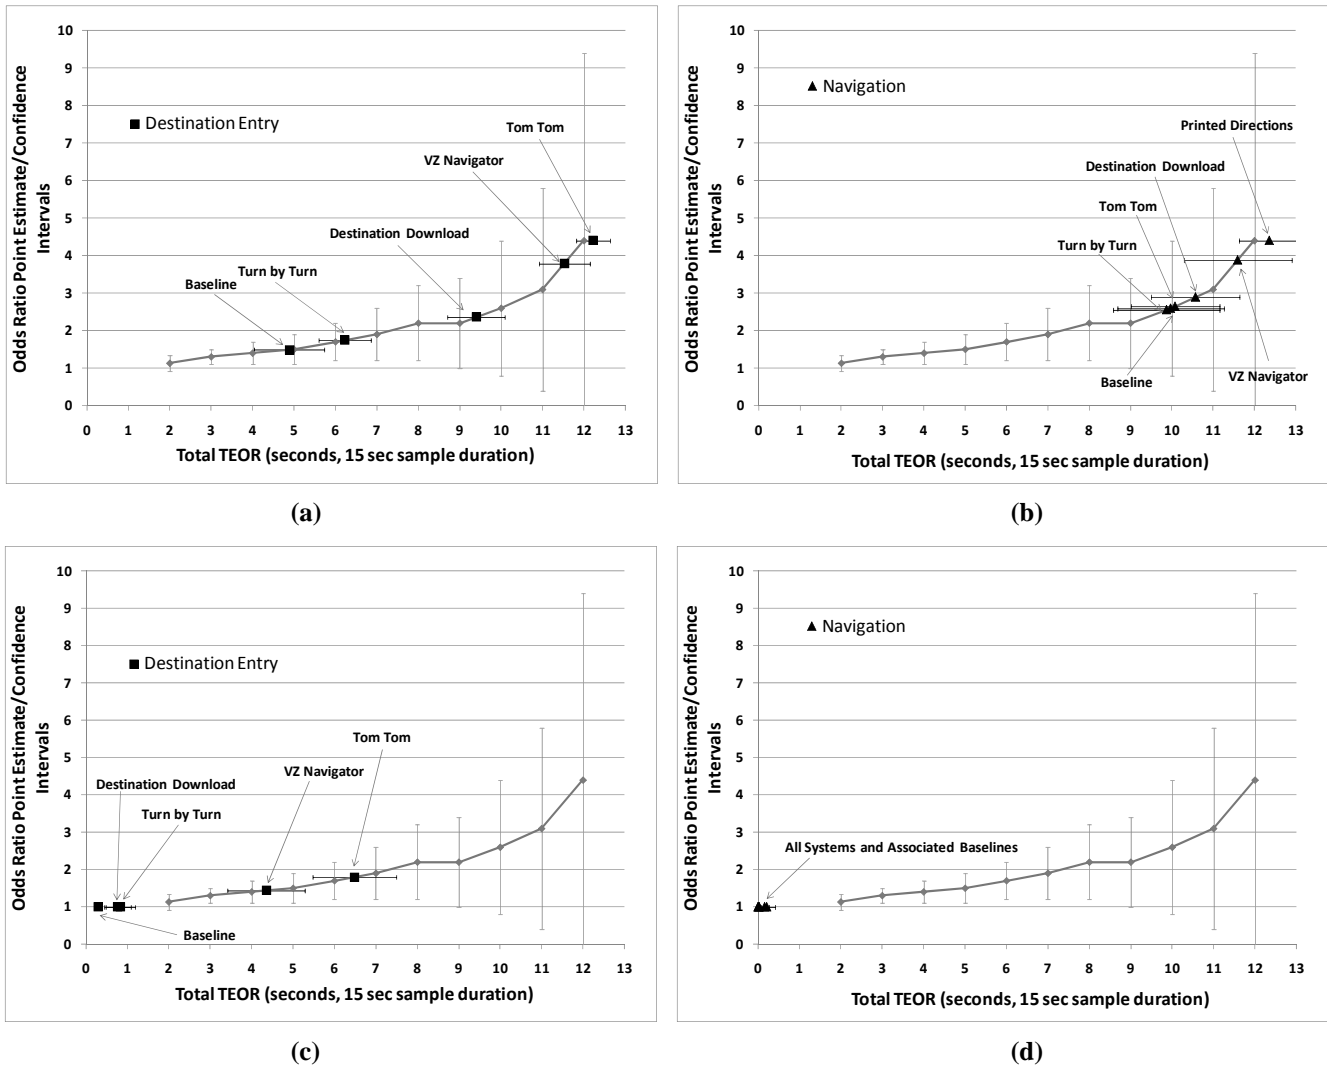 Odds Ratio Point Estimate/Confidence
Intervals
10
9
8
7
6
5
4
3
2
1
0
Destination Entry
Tom Tom
VZ Navigator
Destination Download
Turn by Turn
Baseline
0 1 2 3 4 5 6 7 8 9 10 11 12 13
Total TEOR (seconds, 15 sec sample duration)
(a)
Odds Ratio Point Estimate/Confidence
Intervals
10
9
8
7
6
5
4
3
2
1
0
Navigation
Printed Directions
Destination Download
Tom Tom
Turn by Turn
Baseline
VZ Navigator
0 1 2 3 4 5 6 7 8 9 10 11 12 13
Total TEOR (seconds, 15 sec sample duration)
(b)
Odds Ratio Point Estimate/Confidence
Intervals
10
9
8
7
6
5
4
3
2
1
0
Destination Entry
Tom Tom
VZ Navigator
Destination Download
Turn by Turn
Baseline
0 1 2 3 4 5 6 7 8 9 10 11 12 13
Total TEOR (seconds, 15 sec sample duration)
(c)
Odds Ratio Point Estimate/Confidence
Intervals
10
9
8
7
6
5
4
3
2
1
0
Navigation
All Systems and Associated Baselines
0 1 2 3 4 5 6 7 8 9 10 11 12 13
Total TEOR (seconds, 15 sec sample duration)
(d)